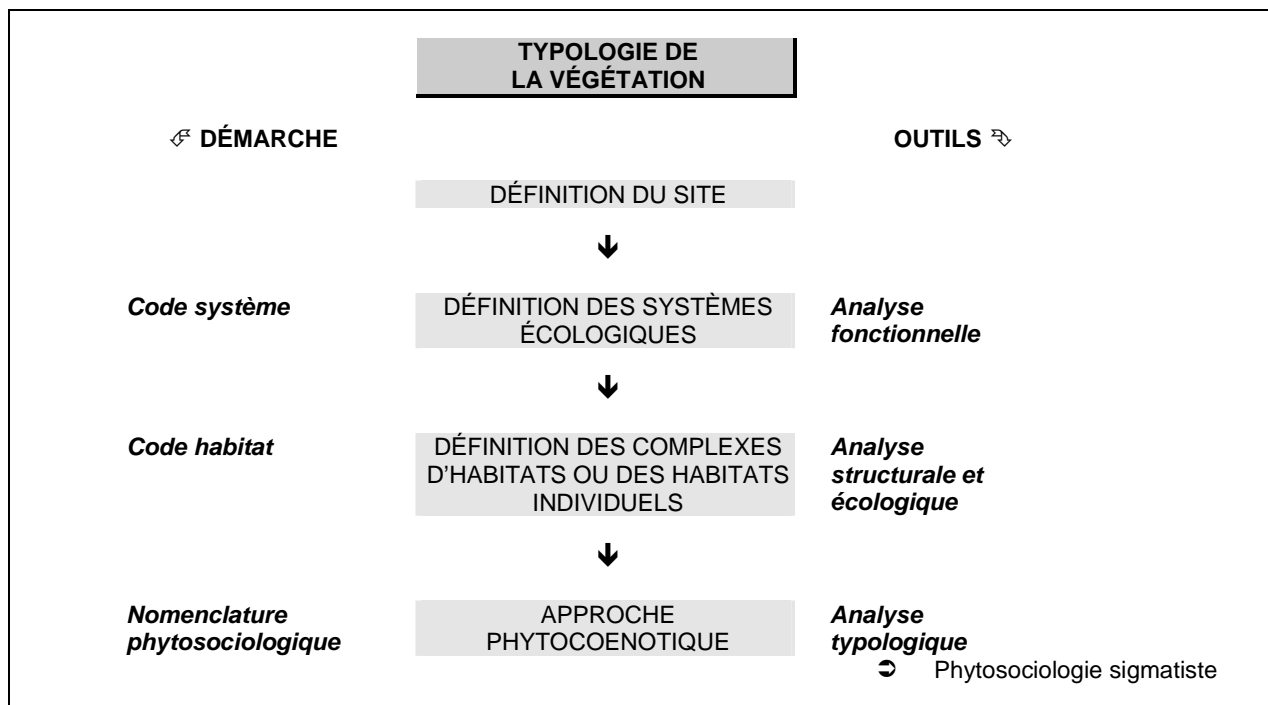 TYPOLOGIE DE
LA VÉGÉTATION
DÉMARCHE
OUTILS
DÉFINITION DU SITE
Code système
DÉFINITION DES SYSTÈMES
ÉCOLOGIQUES
Analyse
fonctionnelle
Code habitat
DÉFINITION DES COMPLEXES
D'HABITATS OU DES HABITATS
INDIVIDUELS
Analyse
structurale et
écologique
Nomenclature
phytosociologique
APPROCHE
PHYTOCOENOTIQUE
Analyse
typologique
Phytosociologie sigmatiste